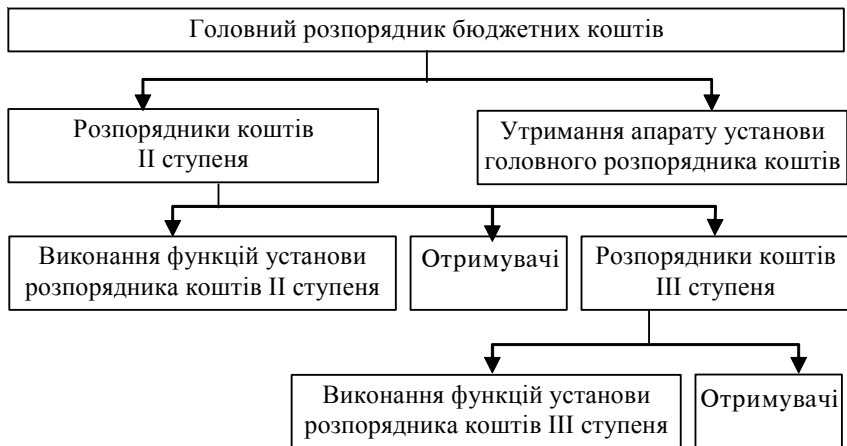 Головний розпорядник бюджетних коштів
Розпорядники коштів
II ступеня
Утримання апарату установи
головного розпорядника коштів
Виконання функцій установи
розпорядника коштів II ступеня
Отримувачі
Розпорядники коштів
III ступеня
Виконання функцій установи
розпорядника коштів III ступеня
Отримувачі